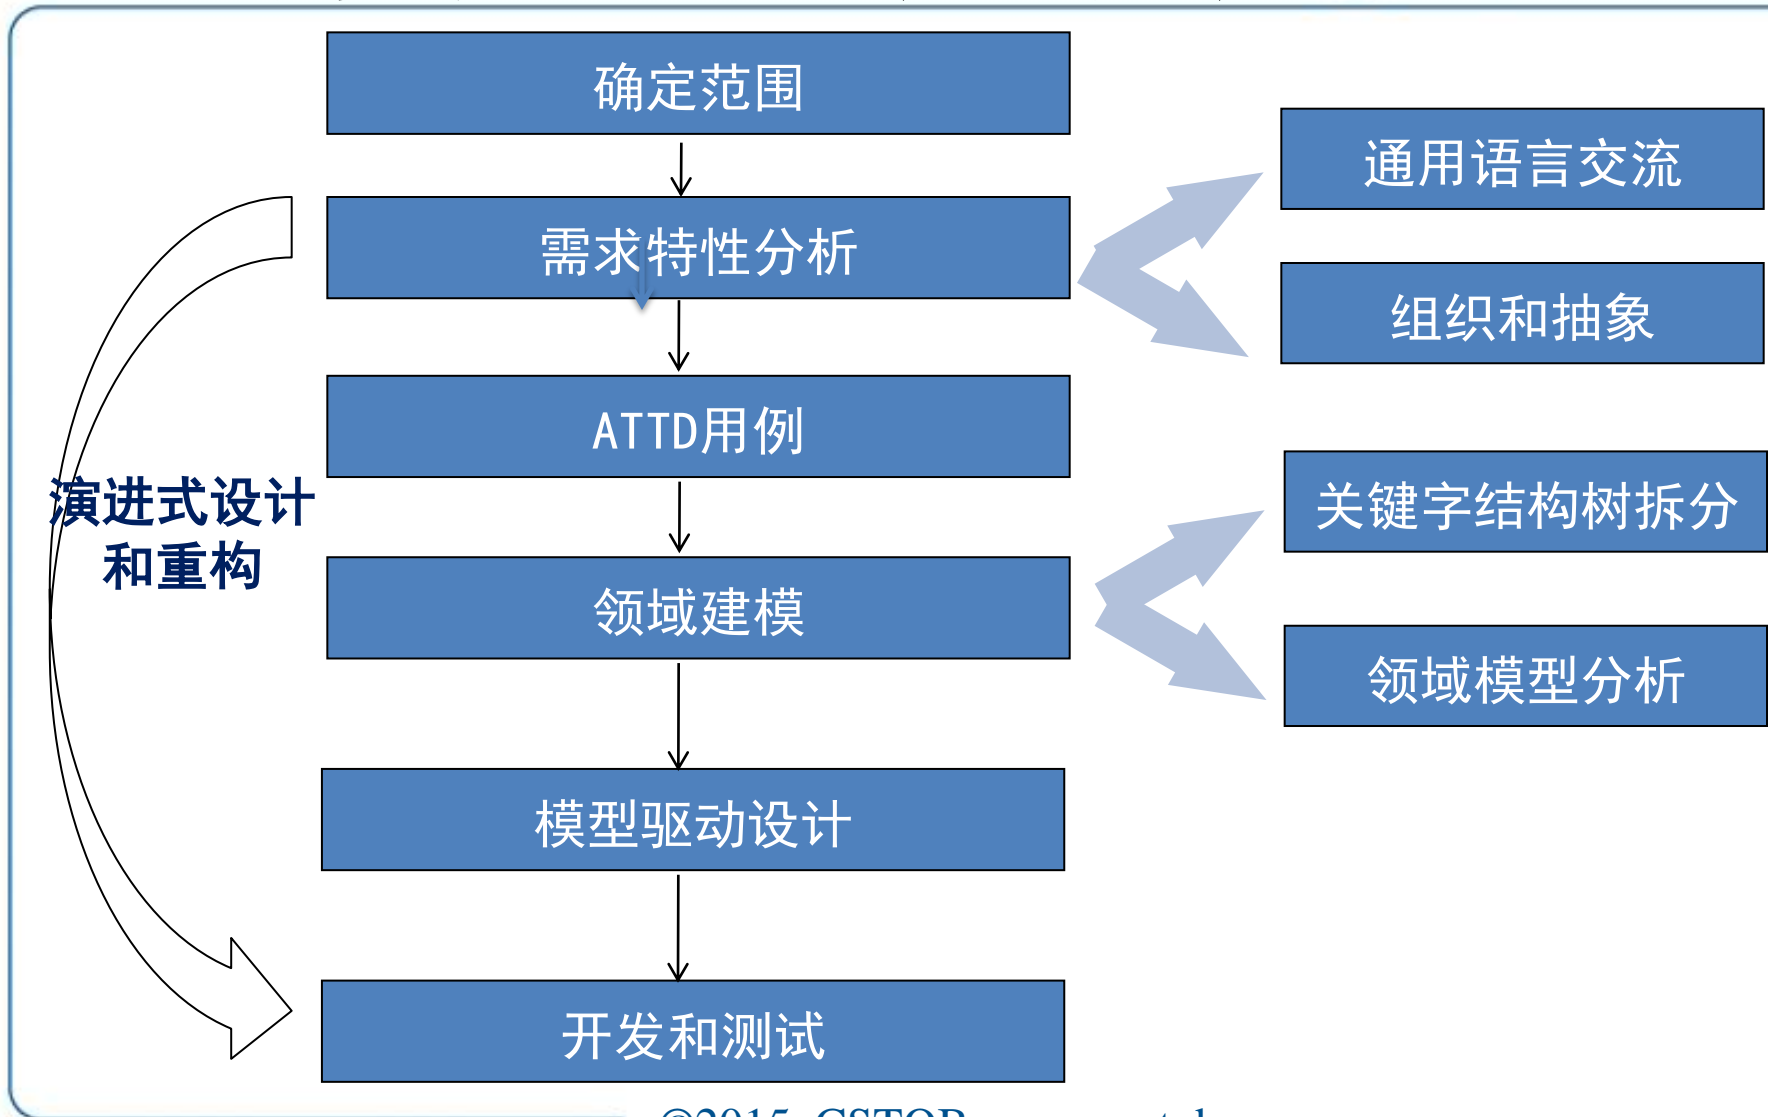 确定范围
通用语言交流
需求特性分析
组织和抽象
ATTD用例
关键字结构树拆分
演进式设计
和重构
领域建模
领域模型分析
模型驱动设计
开发和测试
©2015 CSTQB